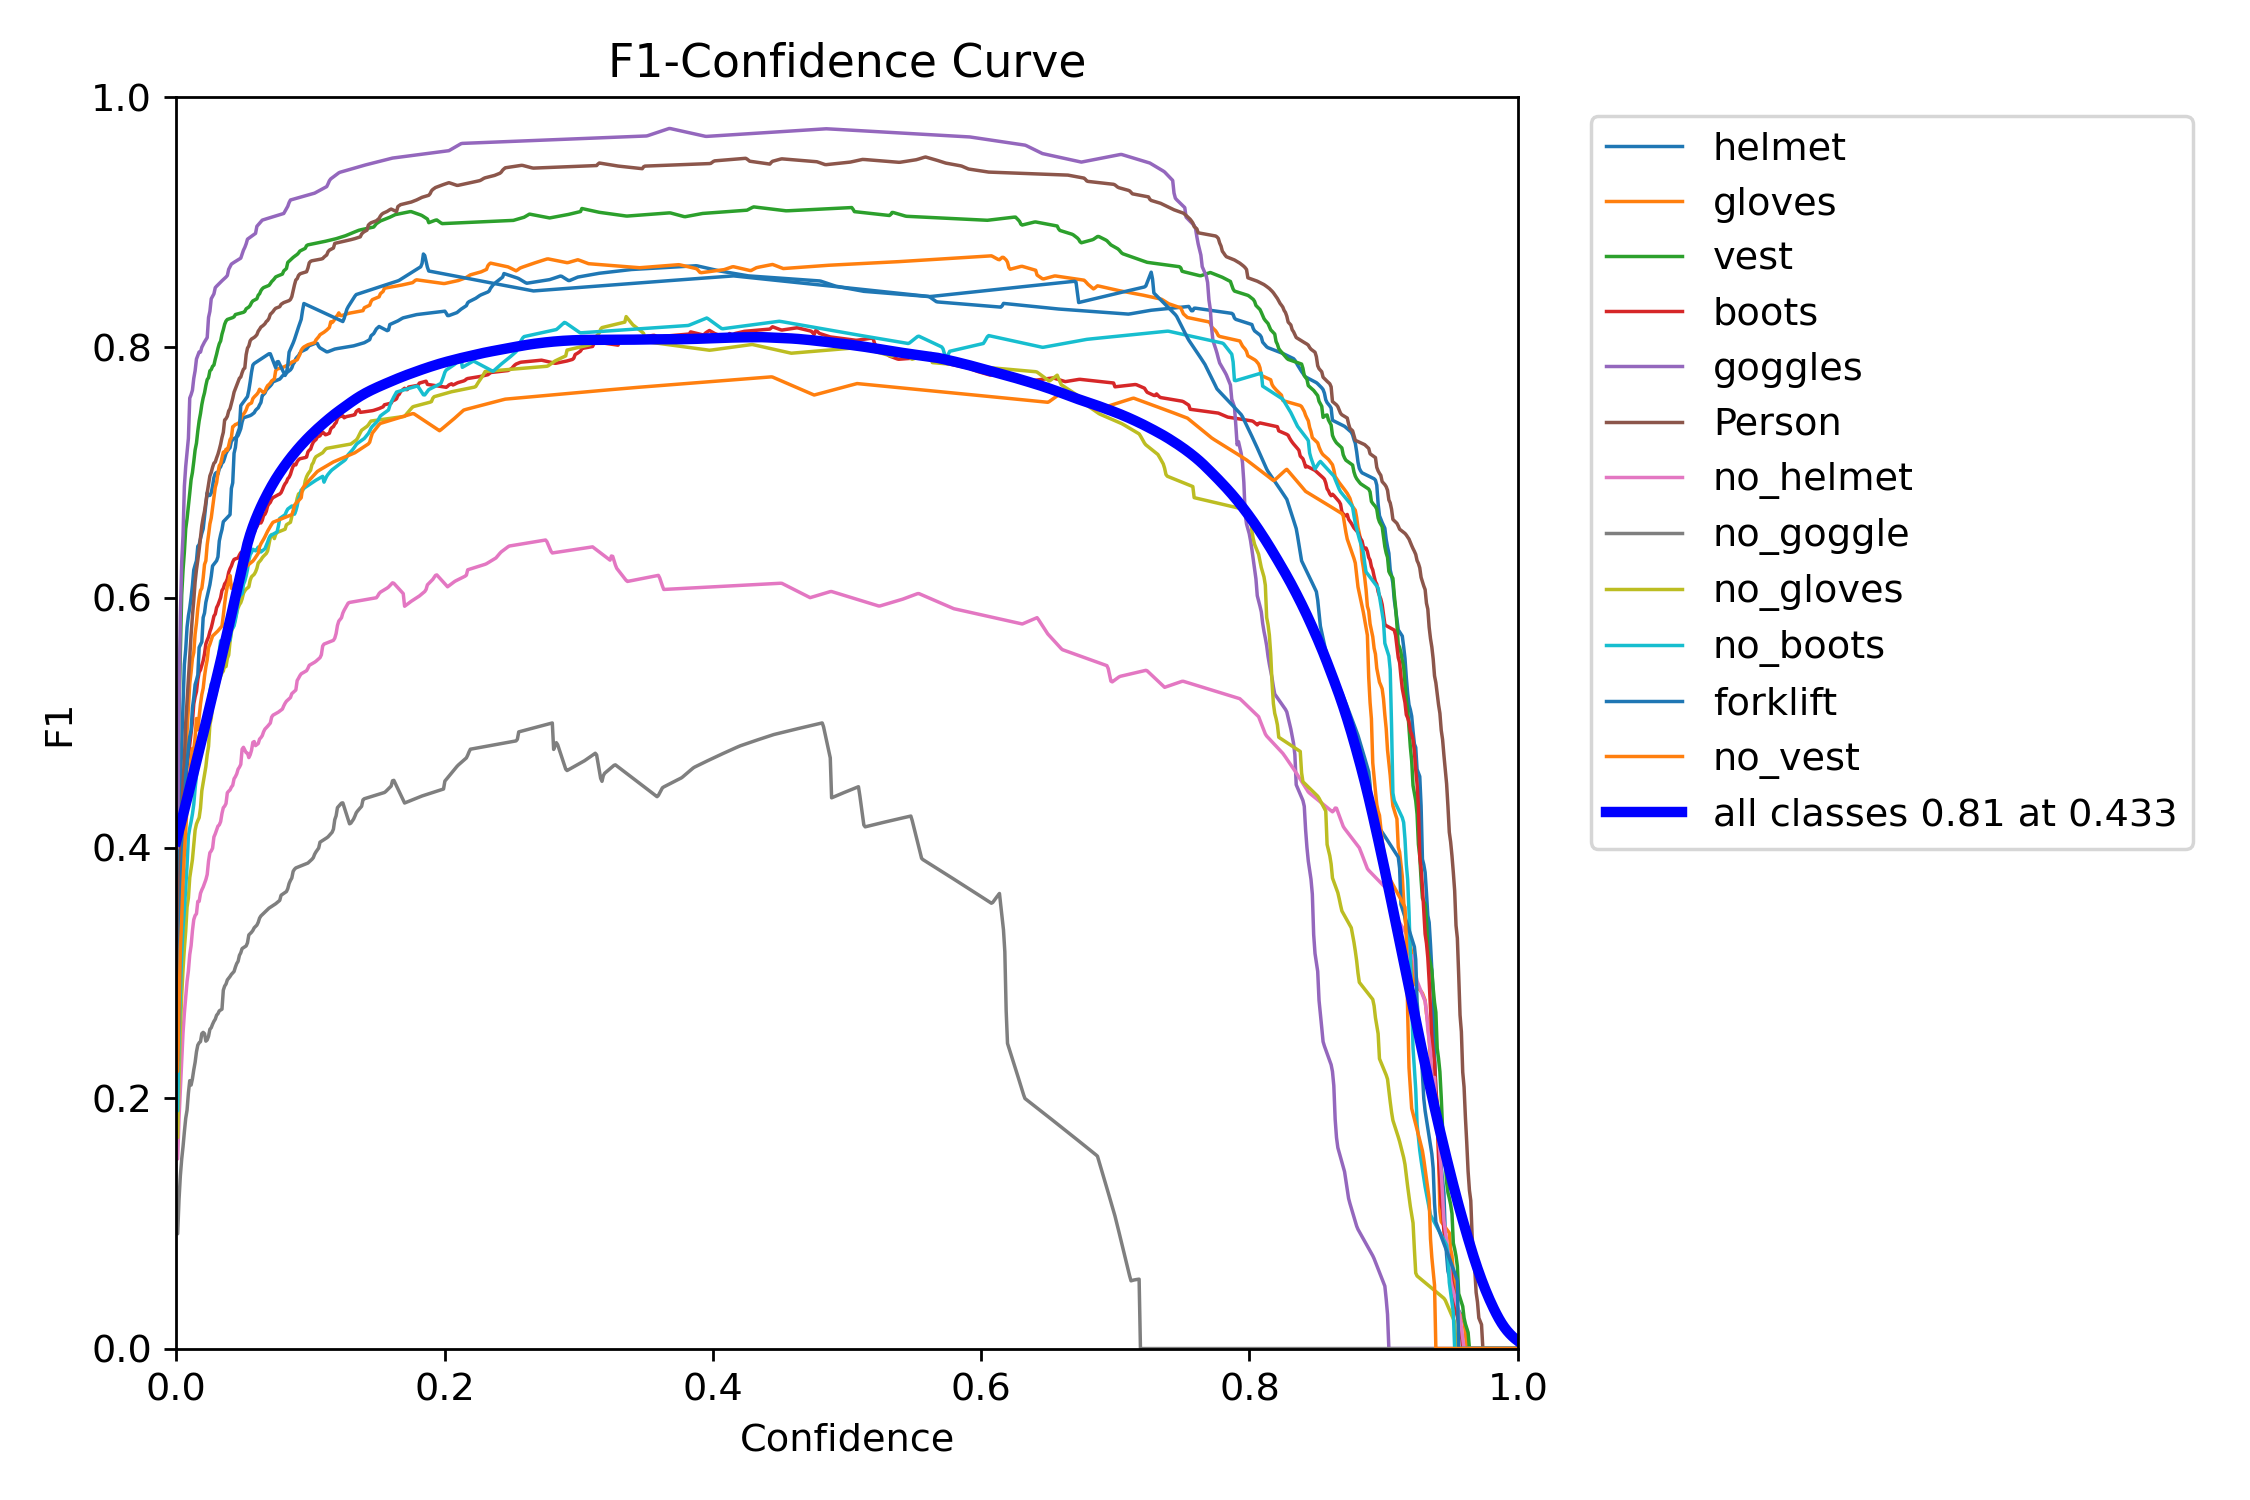 F1-Confidence Curve
1.0
0.8
0.6
0.4
0.2
0.0
F1
0.0 0.2 0.4 0.6 0.8 1.0
Confidence
helmet
gloves
vest
boots
goggles
Person
no_helmet
no_goggle
no_gloves
no_boots
forklift
no_vest
all classes 0.81 at 0.433